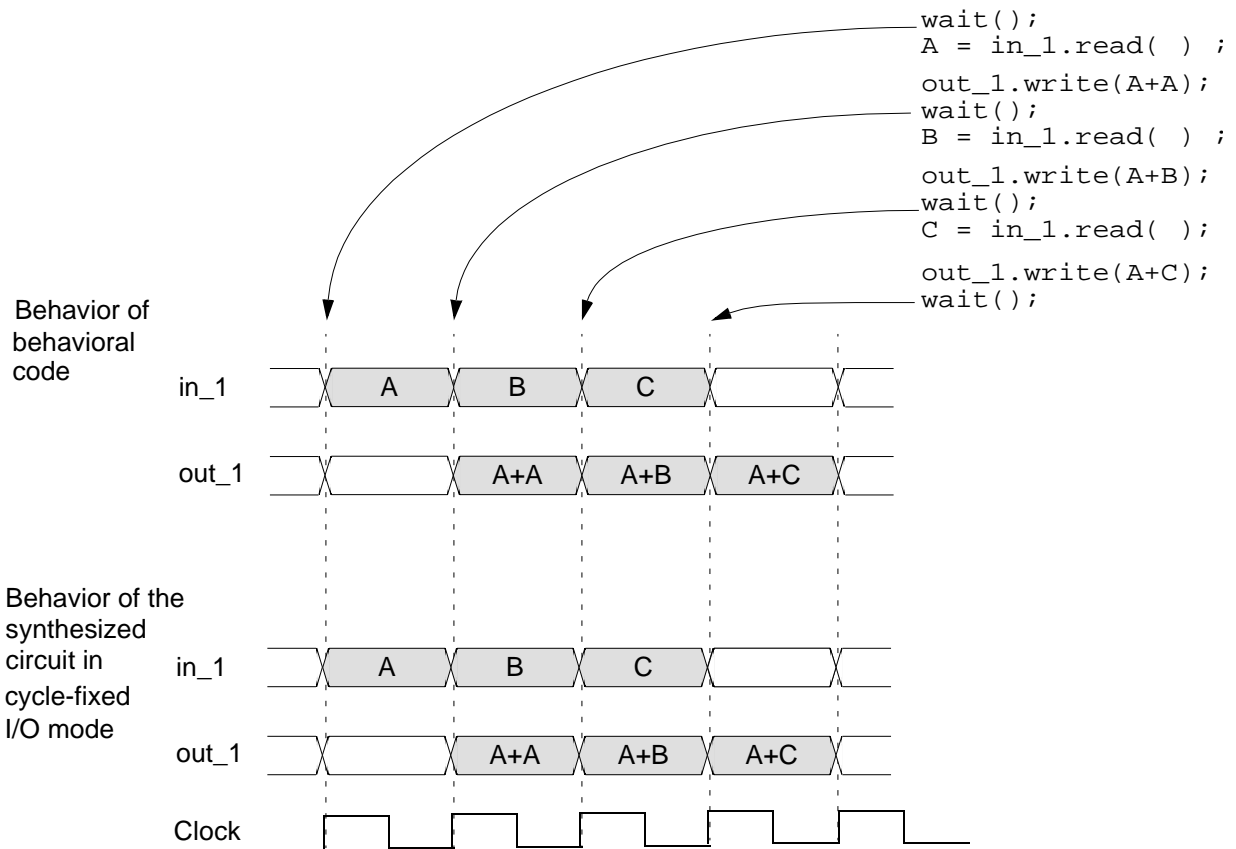 wait();
A = in_1.read( ) ;
out_1.write(A+A);
wait();
B = in_1.read( ) ;
out_1.write(A+B);
wait();
C = in_1.read( );
out_1.write(A+C);
wait();
Behavior of
behavioral
code
in_1
A
B
C
out_1
A+A
A+B
A+C
Behavior of the
synthesized
circuit in
cycle-fixed
I/O mode
in_1
A
B
C
out_1
A+A
A+B
A+C
Clock